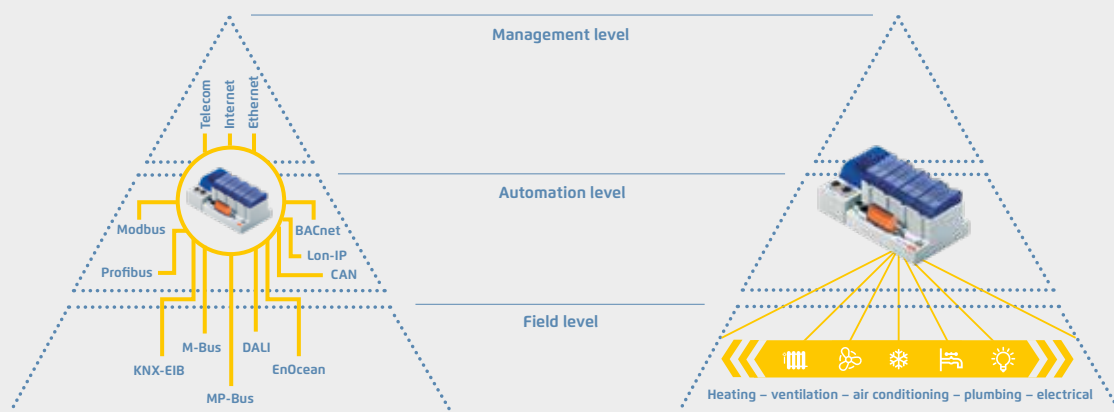 Management level
Telecom
Internet
Ethernet
Automation level
Modbus
BACnet
Lon-IP
Profibus
CAN
Field level
M-Bus
DALI
KNX-EIB
EnOcean
MP-Bus
Heating – ventilation – air conditioning – plumbing – electrical